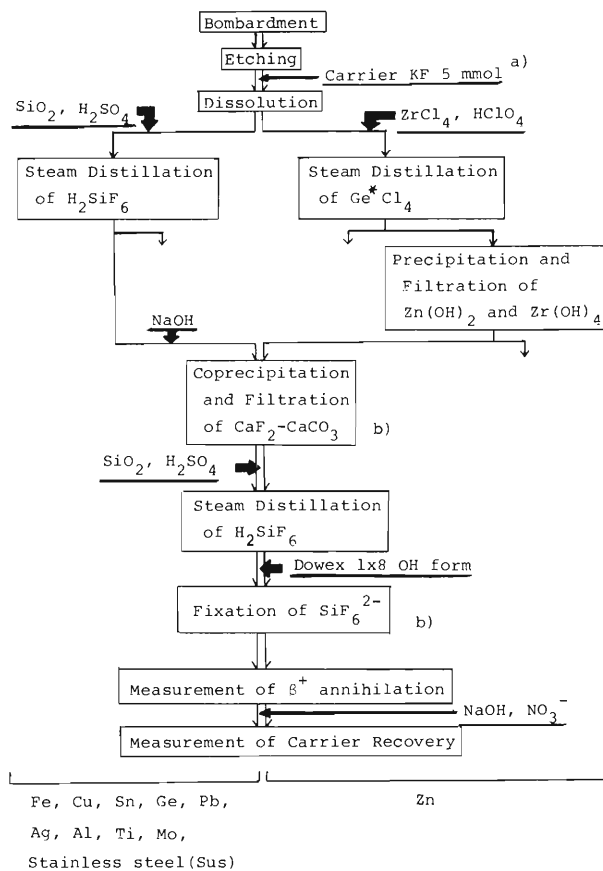 Bombardment
Etching
Carrier KF 5 mmol a)
Dissolution
SiO2, H2SO4
ZrCl4, HClO4
Steam Distillation
of H2SiF6
Steam Distillation
of Ge*Cl4
Precipitation and
Filtration of
Zn(OH)2 and Zr(OH)4
NaOH
Coprecipitation
and Filtration
of CaF2-CaCO3 b)
SiO2, H2SO4
Steam Distillation
of H2SiF6
Dowex 1x8 OH form
Fixation of SiF6 2- b)
Measurement of β+ annihilation
NaOH, NO3-
Measurement of Carrier Recovery
Fe, Cu, Sn, Ge, Pb,
Ag, Al, Ti, Mo,
Stainless steel(Sus)
Zn